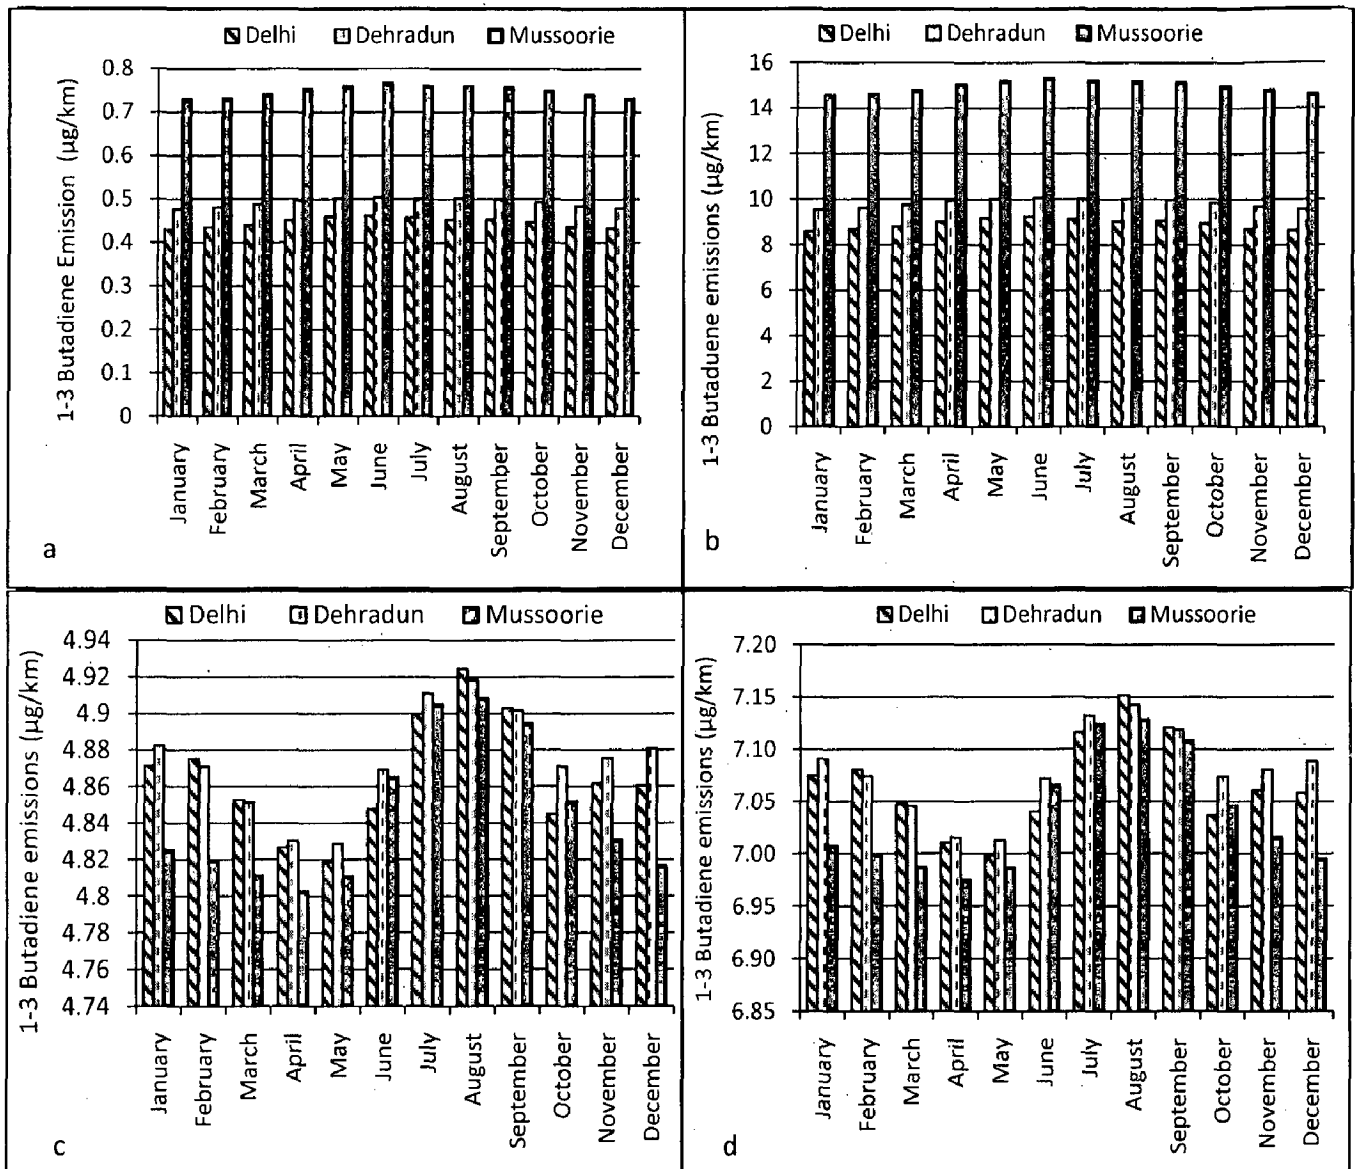 Delhi Dehradun Mussoorie
1-3 Butadiene Emission (µg/km)
0.8
0.7
0.6
0.5
0.4
0.3
0.2
0.1
0
January
February
March
April
May
June
July
August
September
October
November
December
a
Delhi Dehradun Mussoorie
1-3 Butaduene emissions (µg/km)
16
14
12
10
8
6
4
2
0
January
February
March
April
May
June
July
August
September
October
November
December
b
Delhi Dehradun Mussoorie
1-3 Butadiene emissions (µg/km)
4.94
4.92
4.9
4.88
4.86
4.84
4.82
4.8
4.78
4.76
4.74
January
February
March
April
May
June
July
August
September
October
November
December
c
Delhi Dehradun Mussoorie
1-3 Butadiene emissions (µg/km)
7.20
7.15
7.10
7.05
7.00
6.95
6.90
6.85
January
February
March
April
May
June
July
August
September
October
November
December
d